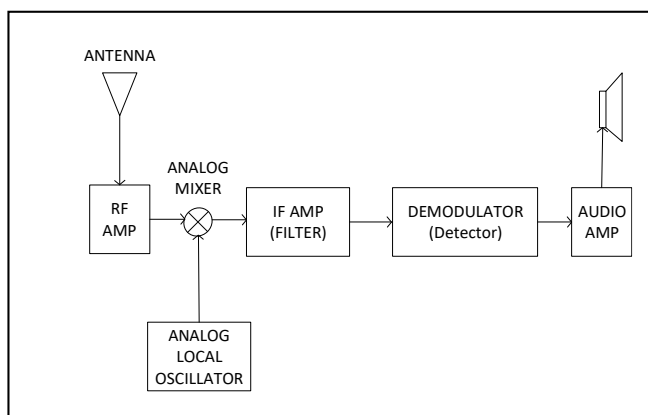 ANTENNA
ANALOG
MIXER
RF
AMP
IF AMP
(FILTER)
DEMODULATOR
(Detector)
AUDIO
AMP
ANALOG
LOCAL
OSCILLATOR